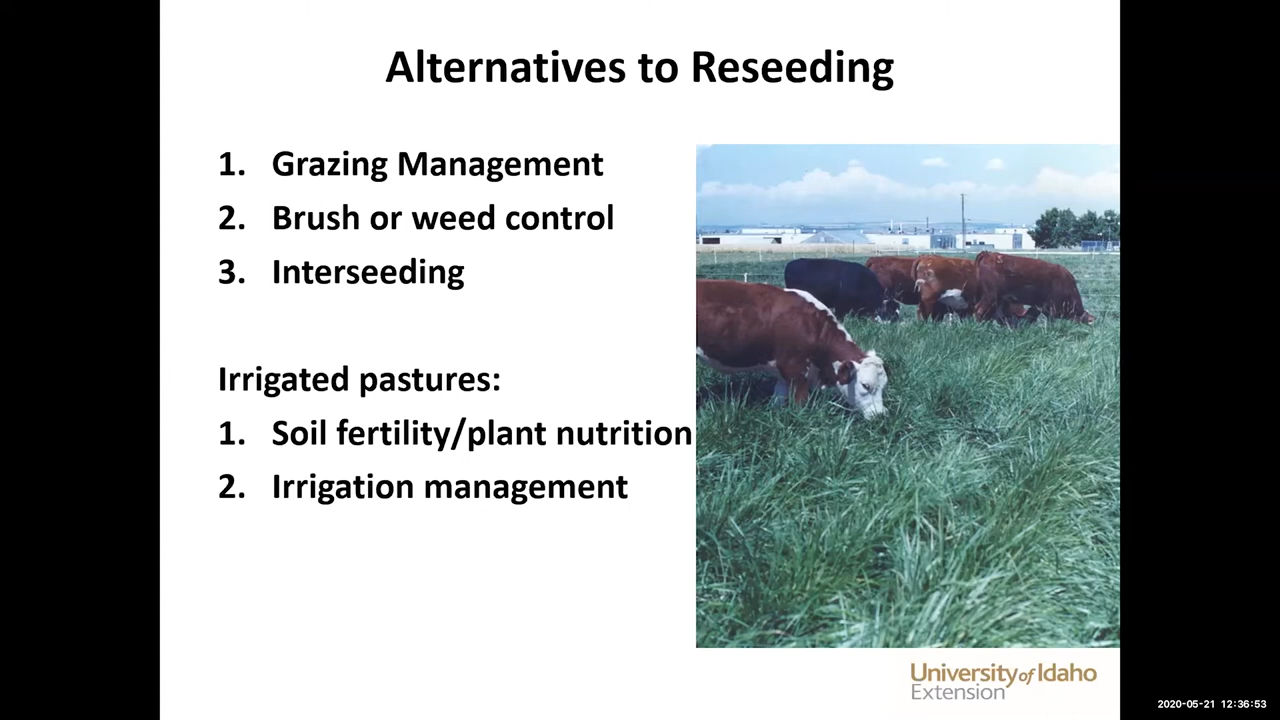 Alternatives to Reseeding
1. Grazing Management
2. Brush or weed control
3. Interseeding
Irrigated pastures:
1. Soil fertility/plant nutrition
2. Irrigation management
University of Idaho
Extension
2020-05-21 12:36:53